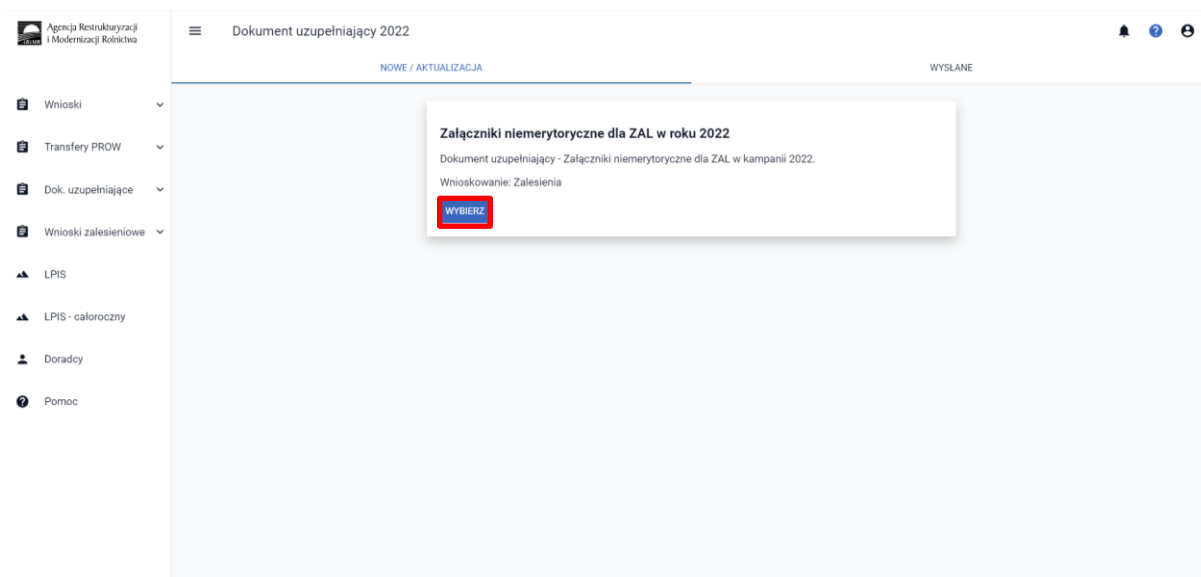 Agencja Restrukturyzacji
i Modernizacji Rolnictwa
Dokument uzupełniający 2022
NOWE / AKTUALIZACJA
WYSŁANE
Wnioski
Transfery PROW
Dok. uzupełniające
Wnioski zalesieniowe
LPIS
LPIS - całoroczny
Doradcy
Pomoc
Załączniki niemerytoryczne dla ZAL w roku 2022
Dokument uzupełniający - Załączniki niemerytoryczne dla ZAL w kampanii 2022.
Wnioskowanie: Zalesienia
WYBIERZ